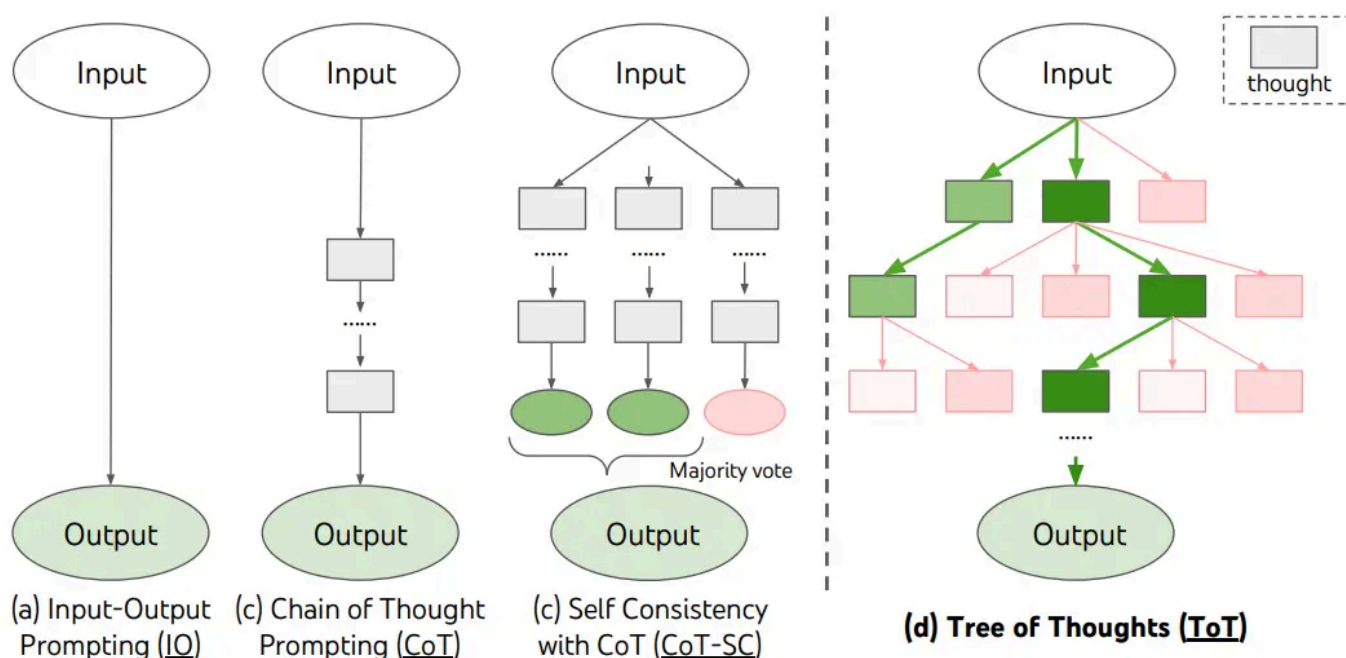 Input
Input
Input
Input
thought
......
......
......
......
......
Majority vote
Output
Output
Output
Output
(a) Input-Output
Prompting (IO)
(c) Chain of Thought
Prompting (CoT)
(c) Self Consistency
with CoT (CoT-SC)
(d) Tree of Thoughts (ToT)